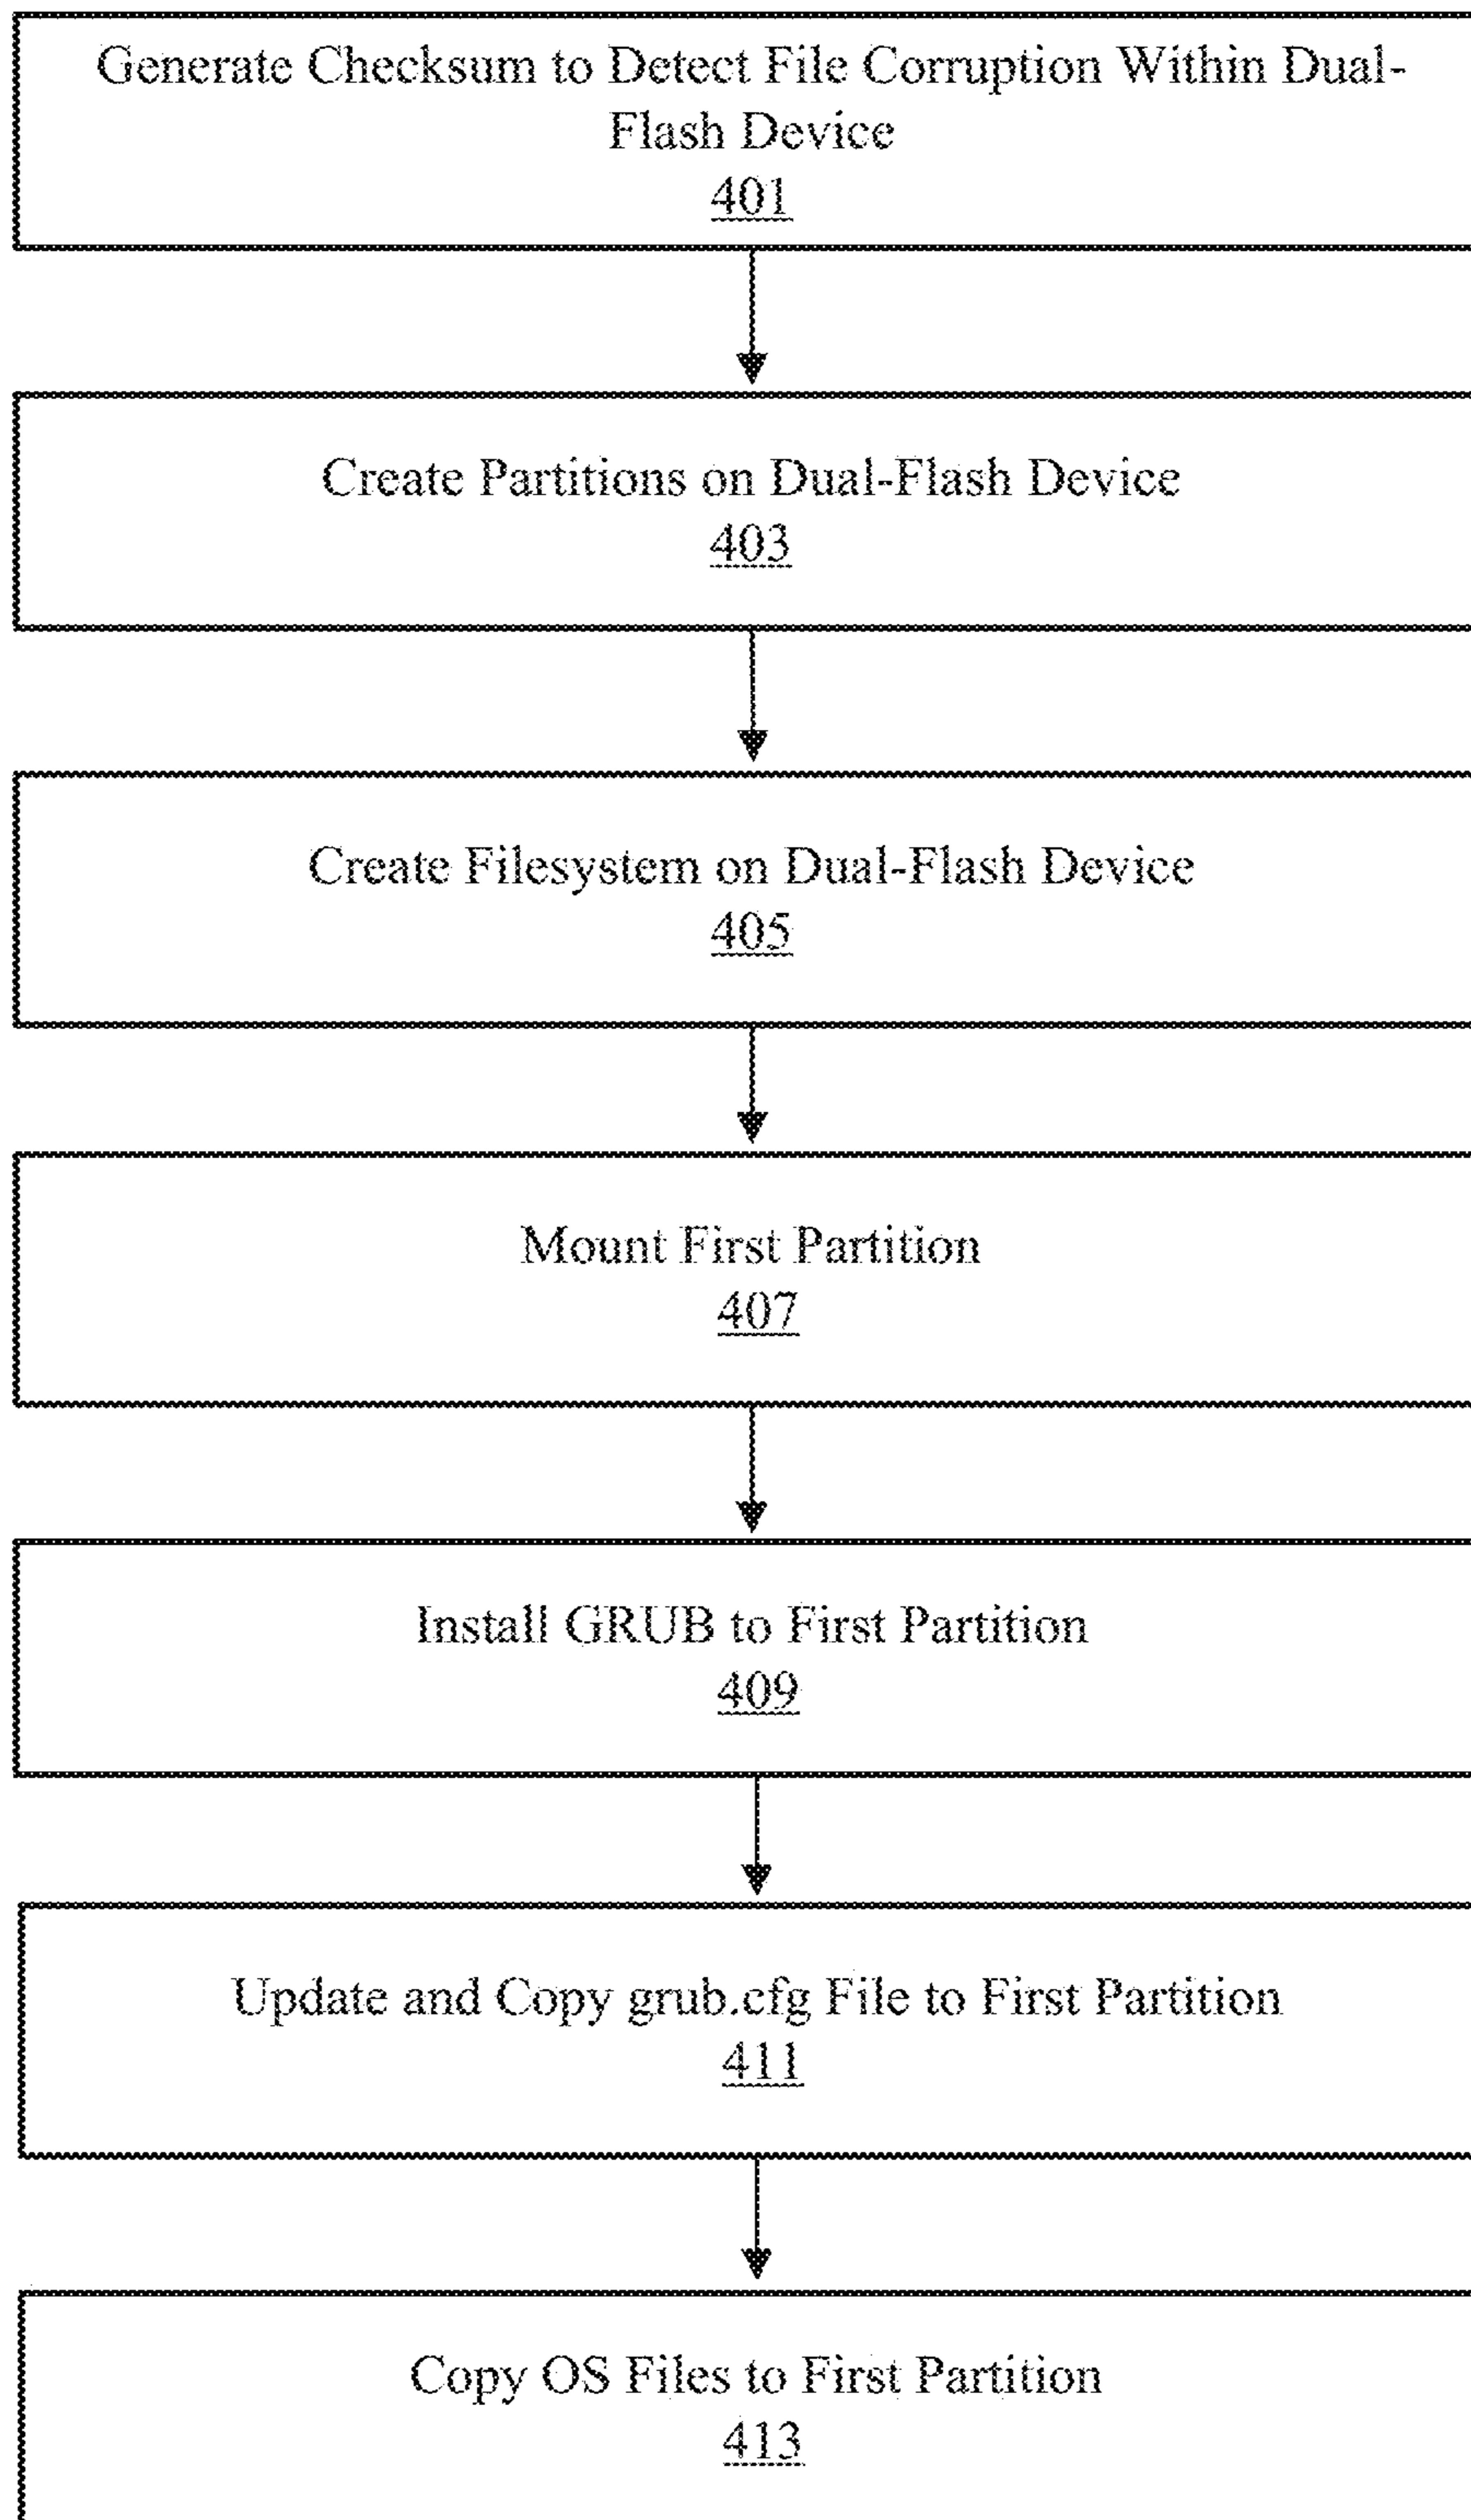 Generate Checksum to Detect File Corruption Within Dual-
Flash Device
401
Create Partitions on Dual-Flash Device
403
Create Filesystem on Dual-Flash Device
405
Mount First Partition
407
Install GRUB to First Partition
409
Update and Copy grub.cfg File to First Partition
411
Copy OS Files to First Partition
413